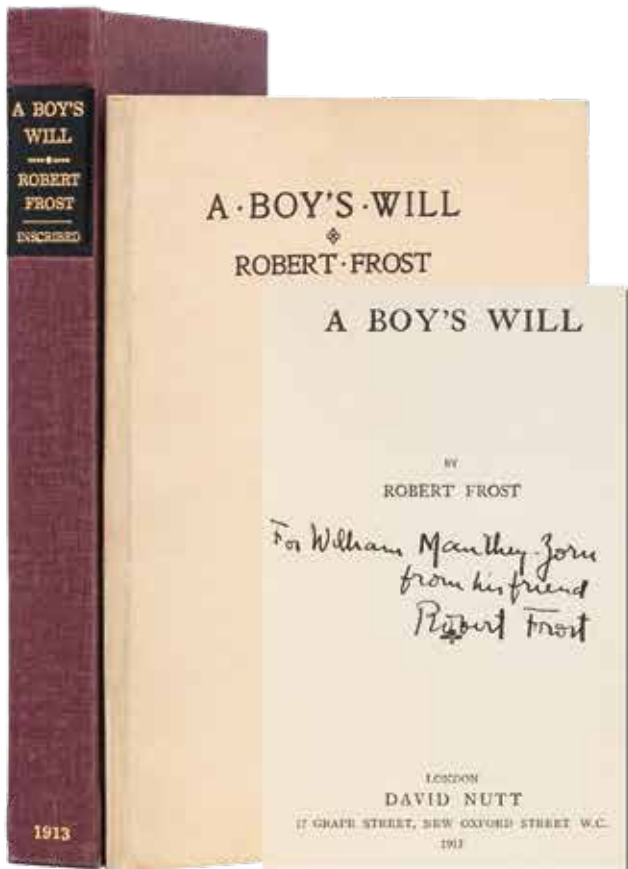 A BOY'S
WILL
ROBERT
FROST
INSCRIBED
1913
A·BOY'S·WILL
ROBERT·FROST
A BOY'S WILL
BY
ROBERT FROST
For William Manthey-Zorn
from his friend
Robert Frost
LONDON
DAVID NUTT
17 GRAPE STREET, NEW OXFORD STREET W.C.
1913